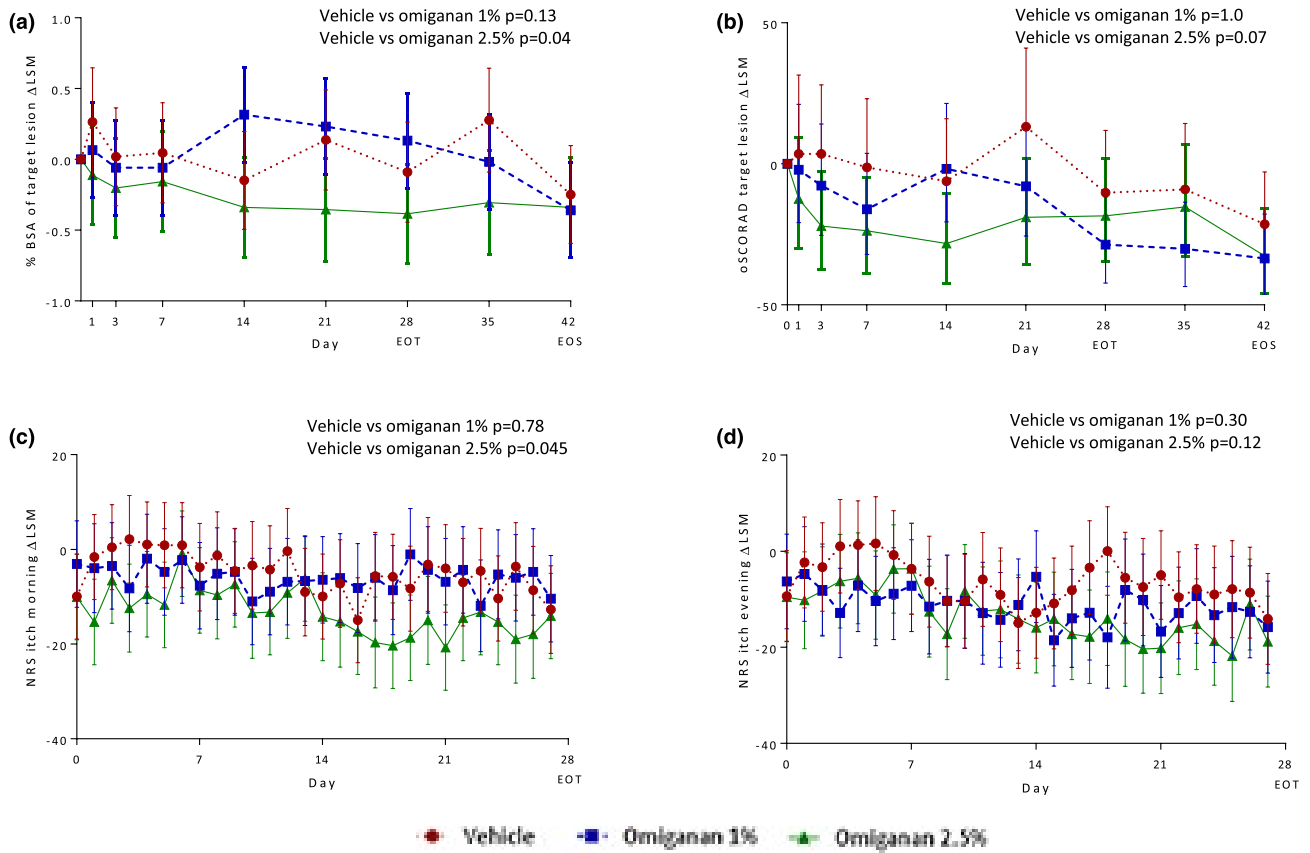 (a)
Vehicle vs omiganan 1% p=0.13
Vehicle vs omiganan 2.5% p=0.04
% BSA of target lesion ΔLSM
1.0
0.5
0.0
-0.5
-1.0
1 3 7 14 21 28 35 42
Day EOT EOS
(b)
Vehicle vs omiganan 1% p=1.0
Vehicle vs omiganan 2.5% p=0.07
oSCORAD target lesion ΔLSM
50
0
-50
0 1 3 7 14 21 28 35 42
Day EOT EOS
(c)
Vehicle vs omiganan 1% p=0.78
Vehicle vs omiganan 2.5% p=0.045
NRS itch morning ΔLSM
20
0
-20
-40
0 7 14 21 28
Day EOT
(d)
Vehicle vs omiganan 1% p=0.30
Vehicle vs omiganan 2.5% p=0.12
NRS itch evening ΔLSM
20
0
-20
-40
0 7 14 21 28
Day EOT
Vehicle Omiganan 1% Omiganan 2.5%